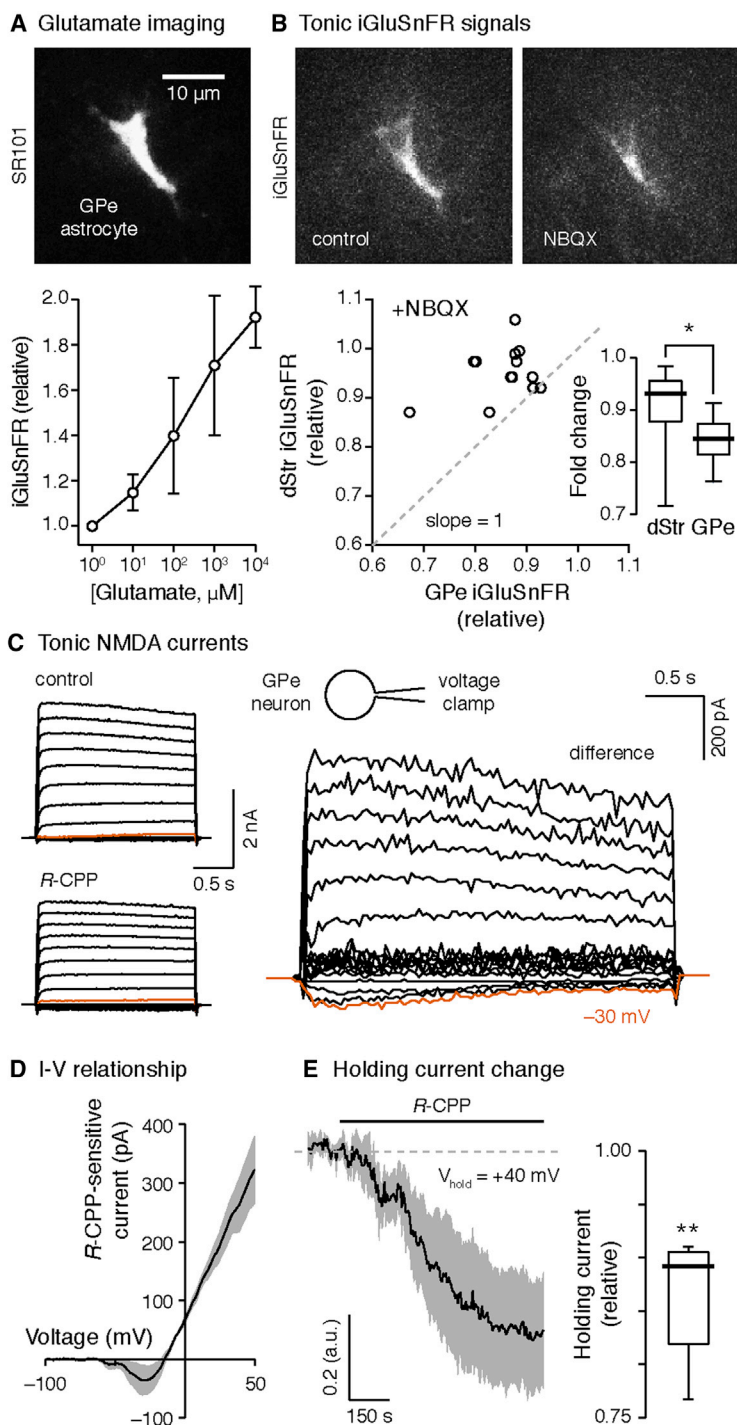 A Glutamate imaging
SR101
10 µm
GPe
astrocyte
iGluSnFR (relative)
2.0
1.8
1.6
1.4
1.2
1.0
10⁰ 10¹ 10² 10³ 10⁴
[Glutamate, µM]
B Tonic iGluSnFR signals
iGluSnFR
control
NBQX
dStr iGluSnFR
(relative)
1.1
1.0
0.9
0.8
0.7
0.6
+NBQX
slope = 1
0.6 0.7 0.8 0.9 1.0 1.1
GPe iGluSnFR
(relative)
Fold change
1.0
0.9
0.8
0.7
*
dStr GPe
C Tonic NMDA currents
control
2 nA
0.5 s
R-CPP
GPe
neuron
voltage
clamp
0.5 s
200 pA
difference
–30 mV
D I-V relationship
R-CPP-sensitive
current (pA)
400
300
200
100
–100
Voltage (mV)
–100
50
E Holding current change
R-CPP
Vhold = +40 mV
0.2 (a.u.)
150 s
Holding current
(relative)
1.00
0.75
**